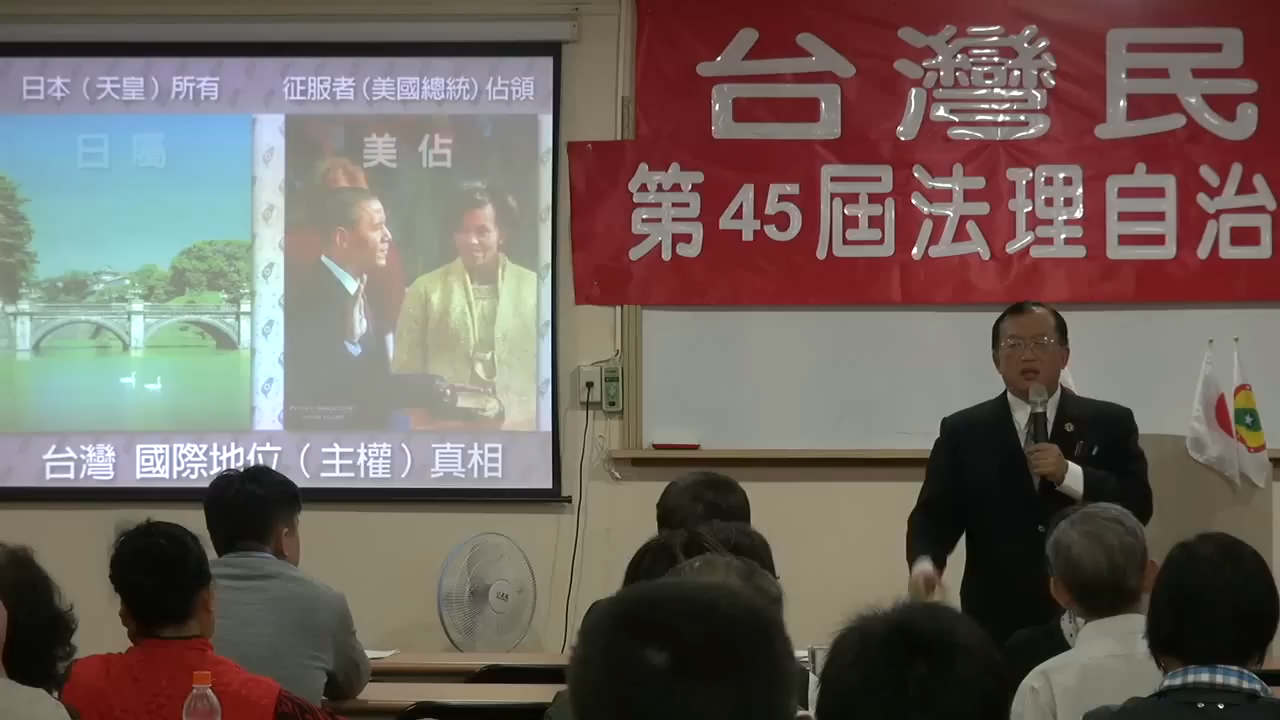 日本（天皇）所有
征服者（美國總統）佔領
日屬
美佔
台灣 國際地位（主權）真相
台灣民
第45屆法理自治